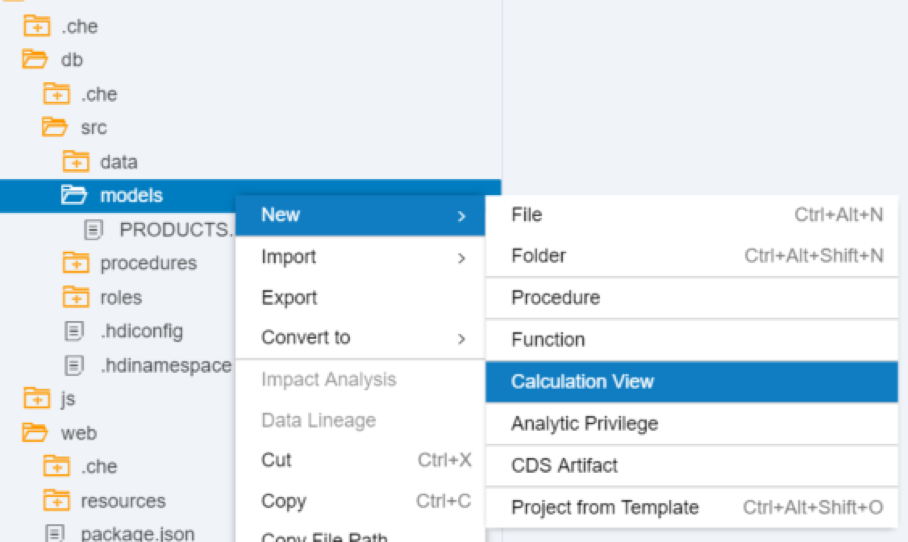 .che
db
.che
src
data
models
PRODUCTS.
procedures
roles
.hdiconfig
.hdinamespace
js
web
.che
resources
package.json
New >
Import >
Export
Convert to >
Impact Analysis
Data Lineage
Cut Ctrl+X
Copy Ctrl+C
Copy File Path
File Ctrl+Alt+N
Folder Ctrl+Alt+Shift+N
Procedure
Function
Calculation View
Analytic Privilege
CDS Artifact
Project from Template Ctrl+Alt+Shift+O